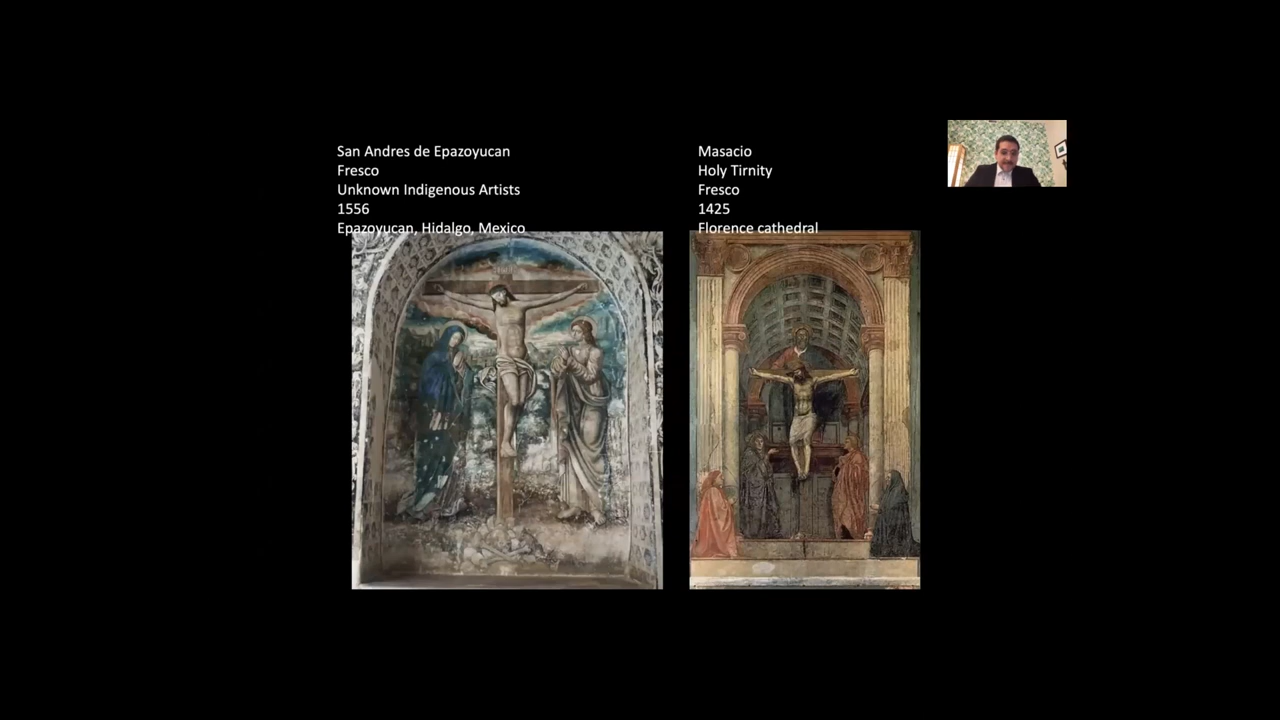 San Andres de Epazoyucan
Fresco
Unknown Indigenous Artists
1556
Epazoyucan, Hidalgo, Mexico
Masacio
Holy Tirnity
Fresco
1425
Florence cathedral